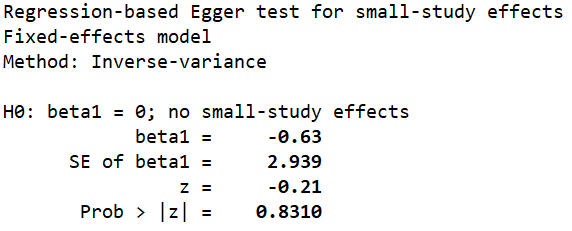 Regression-based Egger test for small-study effects
Fixed-effects model
Method: Inverse-variance
H0: beta1 = 0; no small-study effects
beta1 = -0.63
SE of beta1 = 2.939
z = -0.21
Prob > |z| = 0.8310